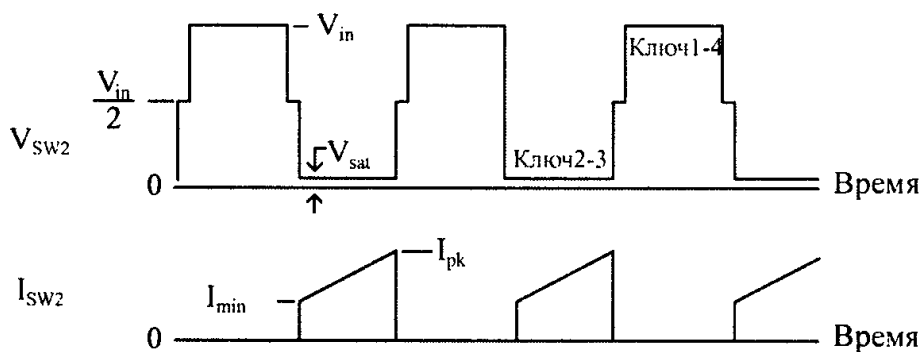 V_in
Ключ1-4
V_in
2
V_SW2
V_sat
Ключ2-3
0
Время
I_pk
I_SW2
I_min
0
Время